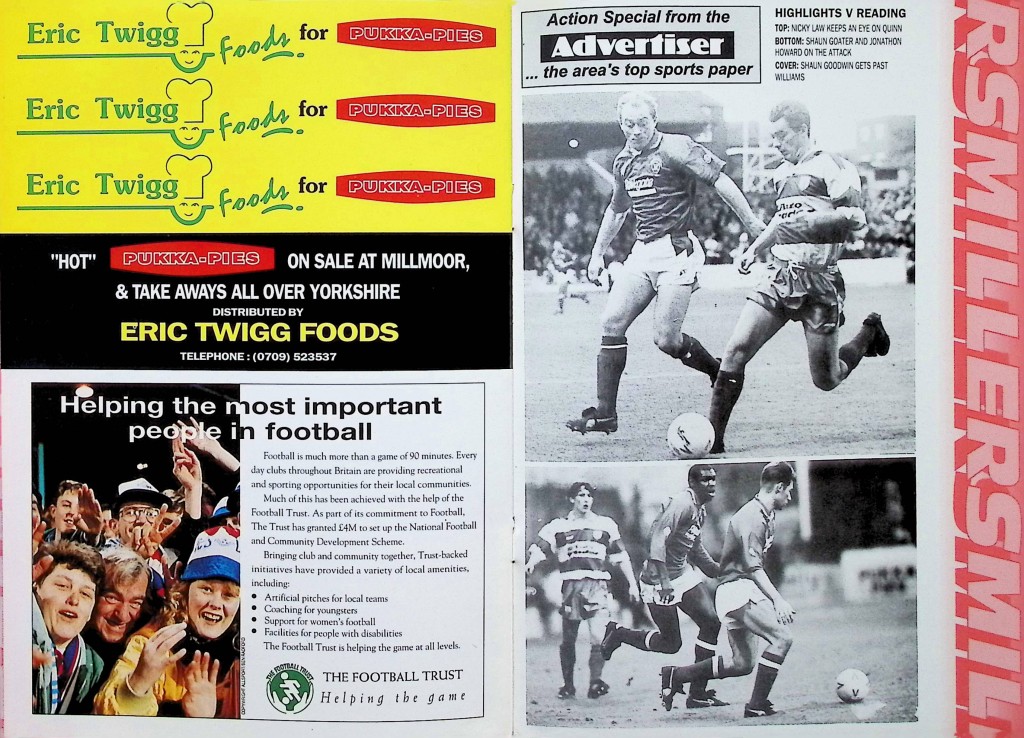 Eric Twigg Foods for PUKKA-PIES
Eric Twigg Foods for PUKKA-PIES
Eric Twigg Foods for PUKKA-PIES
"HOT" PUKKA-PIES ON SALE AT MILLMOOR,
& TAKE AWAYS ALL OVER YORKSHIRE
DISTRIBUTED BY
ERIC TWIGG FOODS
TELEPHONE : (0709) 523537
Helping the most important
people in football
Football is much more than a game of 90 minutes. Every
day clubs throughout Britain are providing recreational
and sporting opportunities for their local communities.
Much of this has been achieved with the help of the
Football Trust. As part of its commitment to Football,
The Trust has granted £4M to set up the National Football
and Community Development Scheme.
Bringing club and community together, Trust-backed
initiatives have provided a variety of local amenities,
including:
• Artificial pitches for local teams
• Coaching for youngsters
• Support for women's football
• Facilities for people with disabilities
The Football Trust is helping the game at all levels.
THE FOOTBALL TRUST
THE FOOTBALL TRUST
Helping the game
Action Special from the
Advertiser
... the area's top sports paper
HIGHLIGHTS V READING
TOP: NICKY LAW KEEPS AN EYE ON QUINN
BOTTOM: SHAUN GOATER AND JONATHON
HOWARD ON THE ATTACK
COVER: SHAUN GOODWIN GETS PAST
WILLIAMS
RSMILLERSMILL